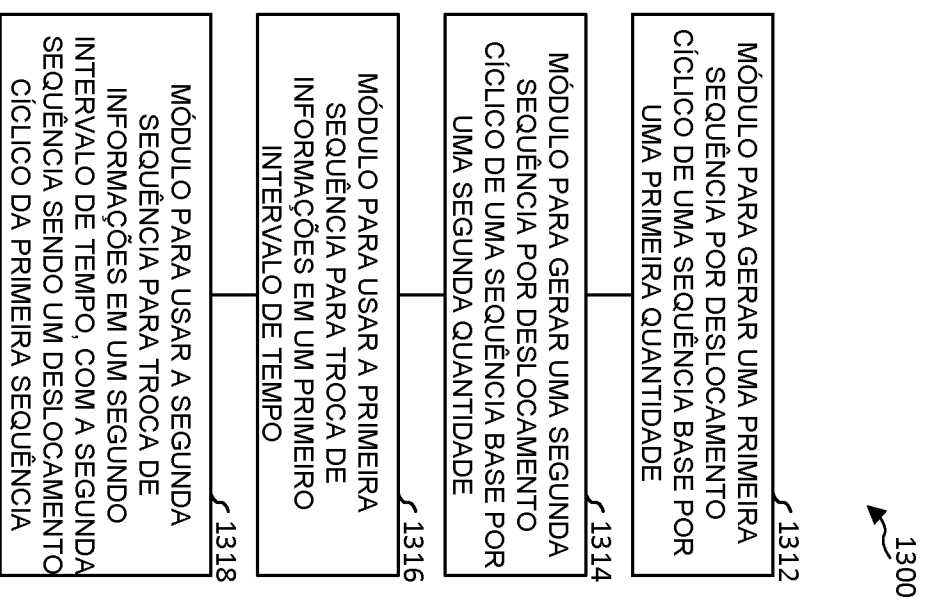 1300
MÓDULO PARA GERAR UMA PRIMEIRA
SEQUÊNCIA POR DESLOCAMENTO
CÍCLICO DE UMA SEQUÊNCIA BASE POR
UMA PRIMEIRA QUANTIDADE
1312
MÓDULO PARA GERAR UMA SEGUNDA
SEQUÊNCIA POR DESLOCAMENTO
CÍCLICO DE UMA SEQUÊNCIA BASE POR
UMA SEGUNDA QUANTIDADE
1314
MÓDULO PARA USAR A PRIMEIRA
SEQUÊNCIA PARA TROCA DE
INFORMAÇÕES EM UM PRIMEIRO
INTERVALO DE TEMPO
1316
MÓDULO PARA USAR A SEGUNDA
SEQUÊNCIA PARA TROCA DE
INFORMAÇÕES EM UM SEGUNDO
INTERVALO DE TEMPO, COM A SEGUNDA
SEQUÊNCIA SENDO UM DESLOCAMENTO
CÍCLICO DA PRIMEIRA SEQUÊNCIA
1318